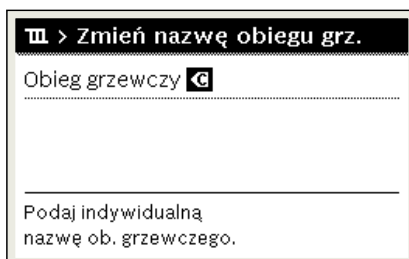 > Zmień nazwę obiegu grz.
Obieg grzewczy C
Podaj indywidualną
nazwę ob. grzewczego.